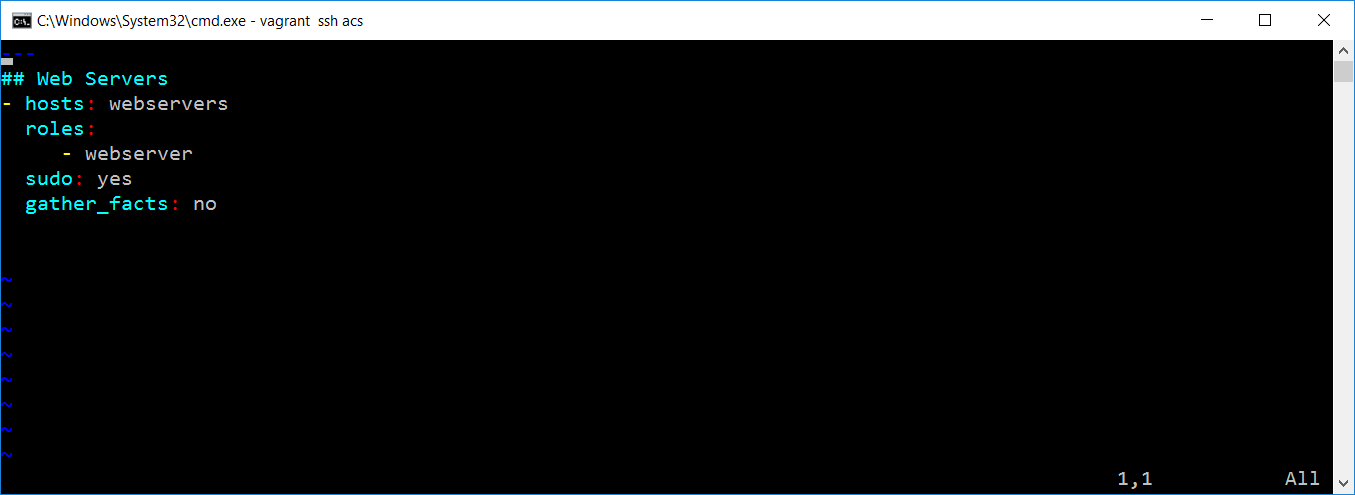 C:\Windows\System32\cmd.exe - vagrant  ssh acs
---
## Web Servers
- hosts: webservers
  roles:
     - webserver
  sudo: yes
  gather_facts: no
~
~
~
~
~
~
~
~
1,1 All